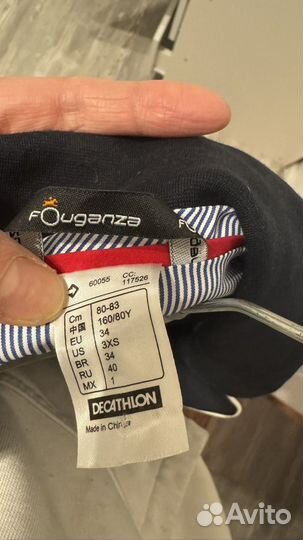 FOuganza
60055 CC: 117526
Cm 80-83
中国 160/80Y
EU 34
US 3XS
BR 34
RU 40
MX 1
DECATHLON
Made in China
Avito